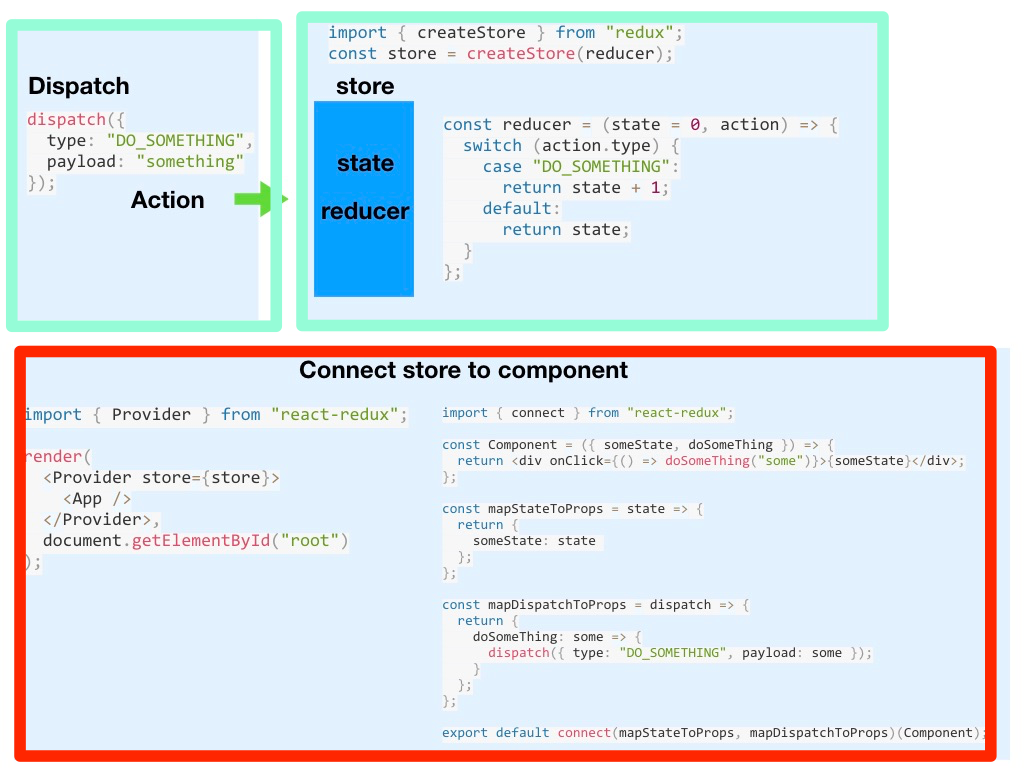 Dispatch
dispatch({
type: "DO_SOMETHING",
payload: "something"
});
Action
import { createStore } from "redux";
const store = createStore(reducer);
store
state
reducer
const reducer = (state = 0, action) => {
switch (action.type) {
case "DO_SOMETHING":
return state + 1;
default:
return state;
}
};
Connect store to component
import { Provider } from "react-redux";
render(
<Provider store={store}>
<App />
</Provider>,
document.getElementById("root")
);
import { connect } from "react-redux";
const Component = ({ someState, doSomeThing }) => {
return <div onClick={() => doSomeThing("some")}>{someState}</div>;
};
const mapStateToProps = state => {
return {
someState: state
};
};
const mapDispatchToProps = dispatch => {
return {
doSomeThing: some => {
dispatch({ type: "DO_SOMETHING", payload: some });
}
};
};
export default connect(mapStateToProps, mapDispatchToProps)(Component);